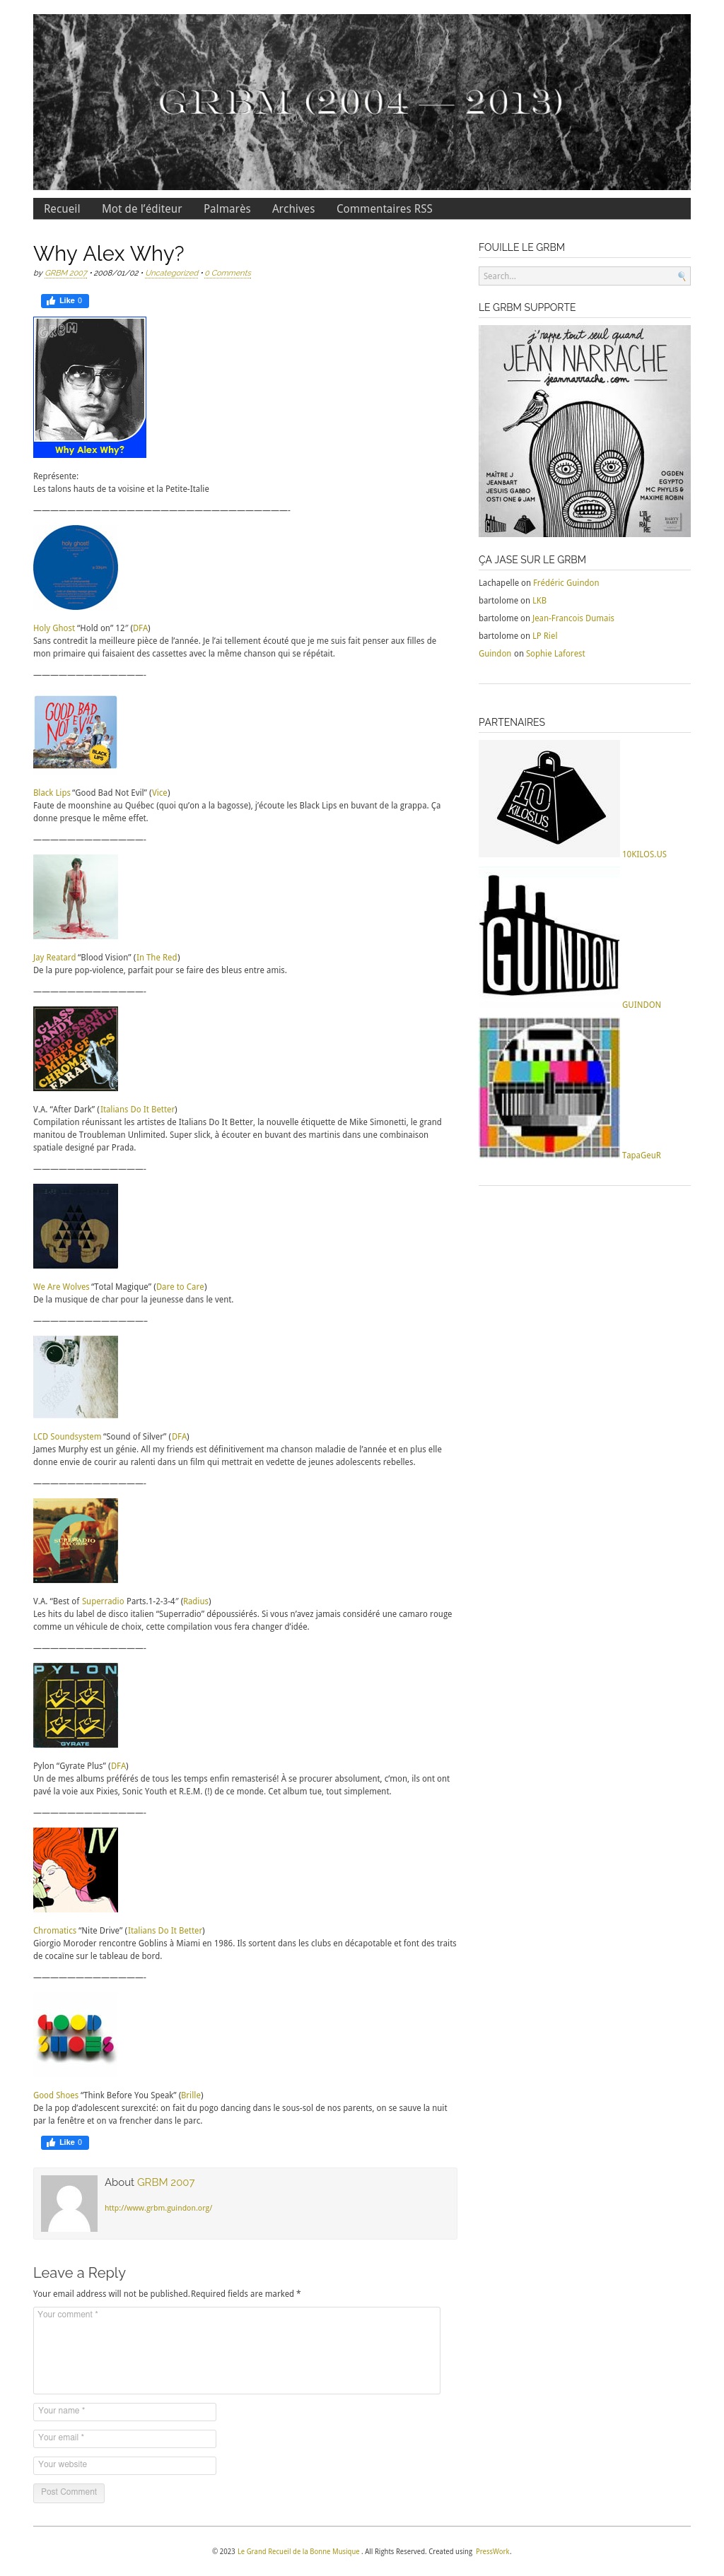 GRBM (2004 — 2013)
Recueil Mot de l’éditeur Palmarès Archives Commentaires RSS
Why Alex Why?
by GRBM 2007 • 2008/01/02 • Uncategorized • 0 Comments
Like 0
GRBM
Why Alex Why?
Représente:
Les talons hauts de ta voisine et la Petite-Italie
——————————————————————————————-
holy ghost!
Holy Ghost “Hold on” 12″ (DFA)
Sans contredit la meilleure pièce de l’année. Je l’ai tellement écouté que je me suis fait penser aux filles de
mon primaire qui faisaient des cassettes avec la même chanson qui se répétait.
—————————————-
GOOD BAD
NOT EVIL
BLACK
LIPS
Black Lips “Good Bad Not Evil” (Vice)
Faute de moonshine au Québec (quoi qu’on a la bagosse), j’écoute les Black Lips en buvant de la grappa. Ça
donne presque le même effet.
—————————————-
Jay Reatard “Blood Vision” (In The Red)
De la pure pop-violence, parfait pour se faire des bleus entre amis.
—————————————-
GLASS
CANDY
PROFESSOR
INDEEP
MIRAGE
CHROMATICS
FARAH
V.A. “After Dark” (Italians Do It Better)
Compilation réunissant les artistes de Italians Do It Better, la nouvelle étiquette de Mike Simonetti, le grand
manitou de Troubleman Unlimited. Super slick, à écouter en buvant des martinis dans une combinaison
spatiale designé par Prada.
—————————————-
We Are Wolves “Total Magique” (Dare to Care)
De la musique de char pour la jeunesse dans le vent.
—————————————–
LCD Soundsystem “Sound of Silver” (DFA)
James Murphy est un génie. All my friends est définitivement ma chanson maladie de l’année et en plus elle
donne envie de courir au ralenti dans un film qui mettrait en vedette de jeunes adolescents rebelles.
—————————————-
SUPERRADIO
RECORDS
V.A. “Best of Superradio Parts.1-2-3-4″ (Radius)
Les hits du label de disco italien “Superradio” dépoussiérés. Si vous n’avez jamais considéré une camaro rouge
comme un véhicule de choix, cette compilation vous fera changer d’idée.
—————————————-
PYLON
GYRATE
Pylon “Gyrate Plus” (DFA)
Un de mes albums préférés de tous les temps enfin remasterisé! À se procurer absolument, c’mon, ils ont ont
pavé la voie aux Pixies, Sonic Youth et R.E.M. (!) de ce monde. Cet album tue, tout simplement.
—————————————-
IV
Chromatics “Nite Drive” (Italians Do It Better)
Giorgio Moroder rencontre Goblins à Miami en 1986. Ils sortent dans les clubs en décapotable et font des traits
de cocaïne sur le tableau de bord.
—————————————-
GOOD
SHOES
Good Shoes “Think Before You Speak” (Brille)
De la pop d’adolescent surexcité: on fait du pogo dancing dans le sous-sol de nos parents, on se sauve la nuit
par la fenêtre et on va frencher dans le parc.
Like 0
About GRBM 2007
http://www.grbm.guindon.org/
Leave a Reply
Your email address will not be published.Required fields are marked *
Your comment *
Your name *
Your email *
Your website
Post Comment
FOUILLE LE GRBM
Search...
LE GRBM SUPPORTE
j'rappe tout seul quand
JEAN NARRACHE
jeannarrache.com
MAÎTRE J
JEANBART
JESUIS GABBO
OSTI ONE & JAM
OGDEN
EGYPTO
MC PHYLIS &
MAXIME ROBIN
ÇA JASE SUR LE GRBM
Lachapelle on Frédéric Guindon
bartolome on LKB
bartolome on Jean-Francois Dumais
bartolome on LP Riel
Guindon on Sophie Laforest
PARTENAIRES
10
KILOS.US
10KILOS.US
GUINDON
GUINDON
TapaGeuR
© 2023 Le Grand Recueil de la Bonne Musique . All Rights Reserved. Created using PressWork.